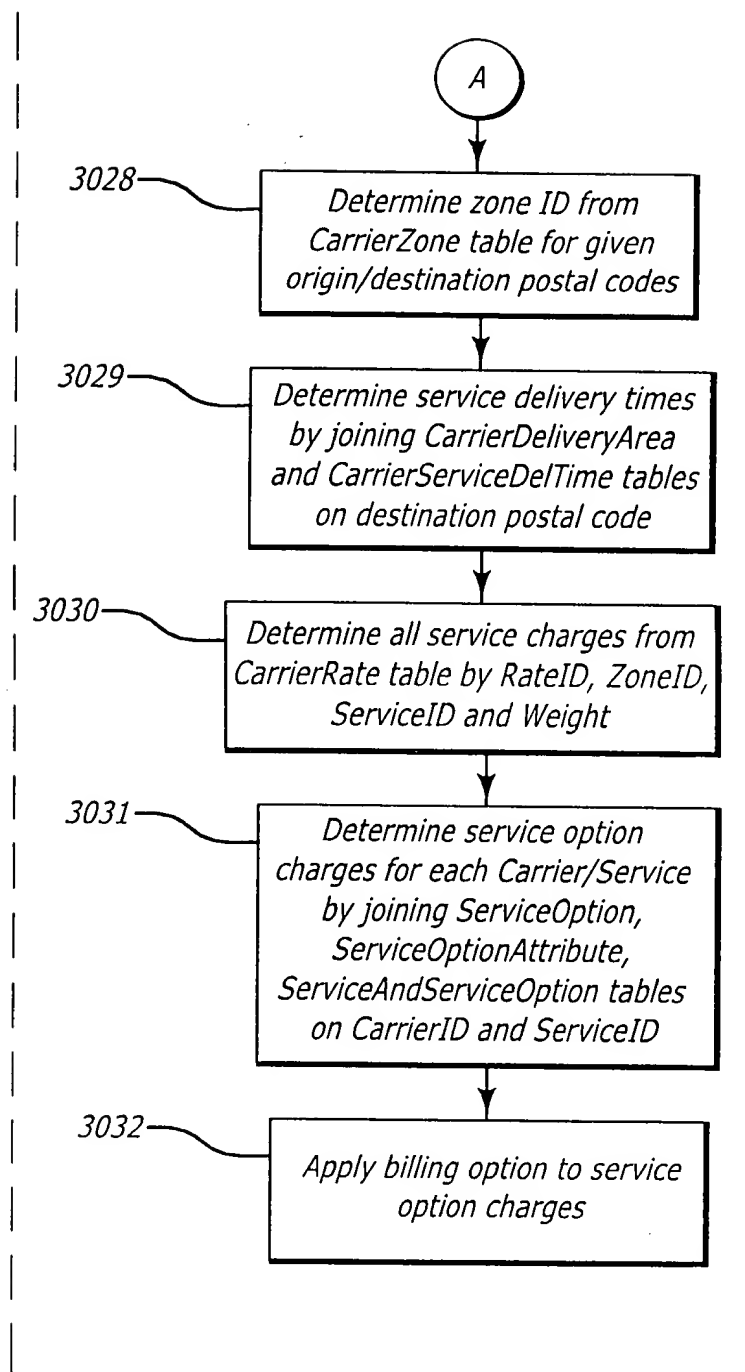 A
3028
Determine zone ID from
CarrierZone table for given
origin/destination postal codes
3029
Determine service delivery times
by joining CarrierDeliveryArea
and CarrierServiceDelTime tables
on destination postal code
3030
Determine all service charges from
CarrierRate table by RateID, ZoneID,
ServiceID and Weight
3031
Determine service option
charges for each Carrier/Service
by joining ServiceOption,
ServiceOptionAttribute,
ServiceAndServiceOption tables
on CarrierID and ServiceID
3032
Apply billing option to service
option charges